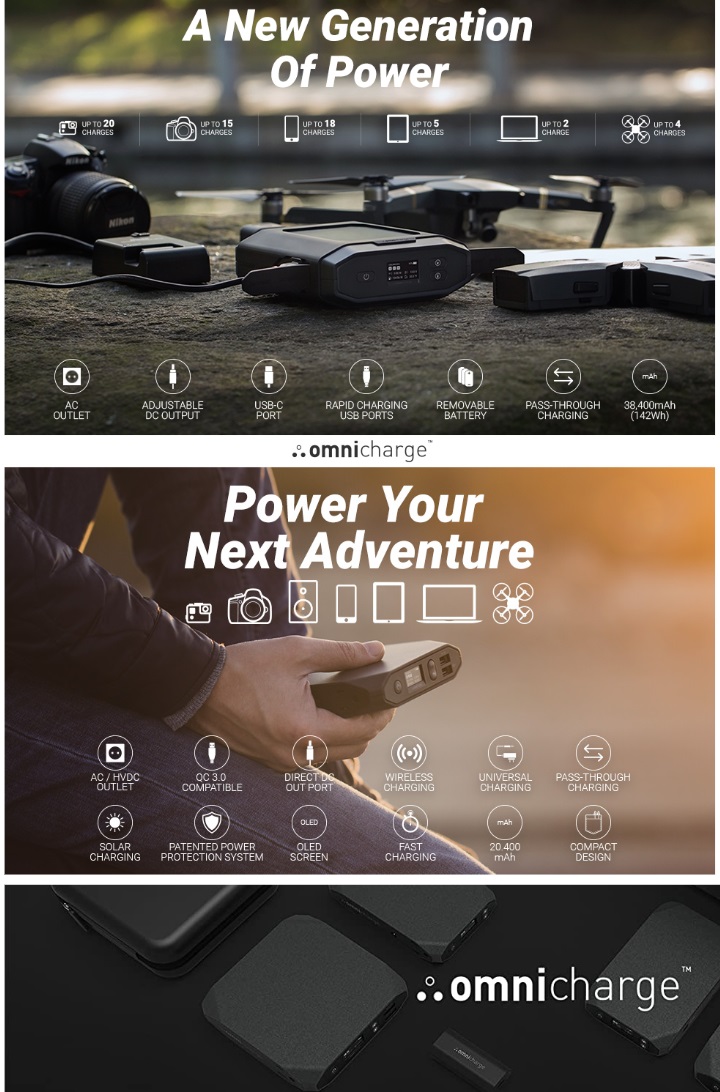 A New Generation
Of Power
UP TO 20
CHARGES
UP TO 15
CHARGES
UP TO 18
CHARGES
UP TO 5
CHARGES
UP TO 2
CHARGE
UP TO 4
CHARGES
Nikon
Nikon
AC
OUTLET
ADJUSTABLE
DC OUTPUT
USB-C
PORT
RAPID CHARGING
USB PORTS
REMOVABLE
BATTERY
PASS-THROUGH
CHARGING
mAh
38,400mAh
(142Wh)
omnicharge™
Power Your
Next Adventure
AC / HVDC
OUTLET
QC 3.0
COMPATIBLE
DIRECT DC
OUT PORT
WIRELESS
CHARGING
UNIVERSAL
CHARGING
PASS-THROUGH
CHARGING
SOLAR
CHARGING
PATENTED POWER
PROTECTION SYSTEM
OLED
OLED
SCREEN
FAST
CHARGING
mAh
20.400
mAh
COMPACT
DESIGN
omnicharge™
omnicharge